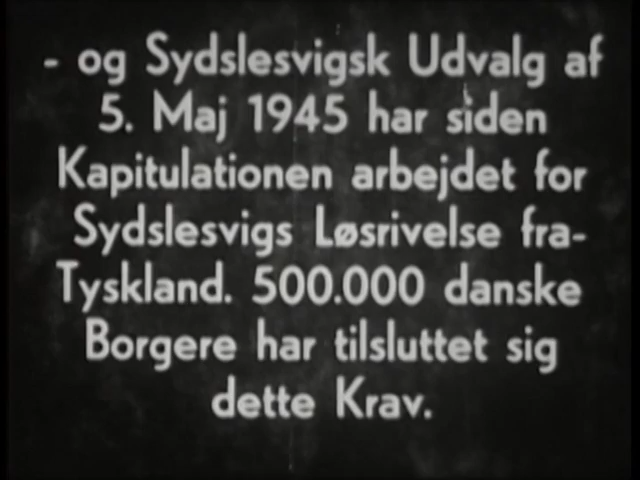 - og Sydslesvigsk Udvalg af
5. Maj 1945 har siden
Kapitulationen arbejdet for
Sydslesvigs Løsrivelse fra-
Tyskland. 500.000 danske
Borgere har tilsluttet sig
dette Krav.